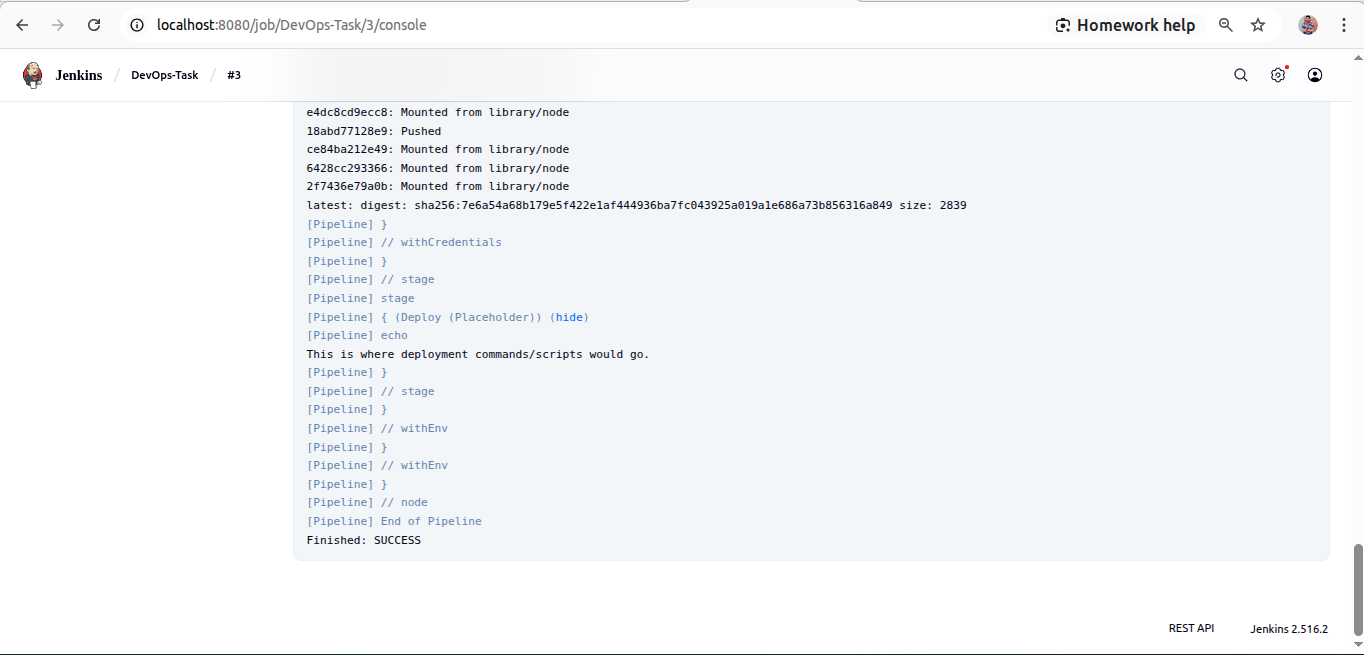 localhost:8080/job/DevOps-Task/3/console
Homework help
Jenkins / DevOps-Task / #3
e4dc8cd9ecc8: Mounted from library/node
18abd77128e9: Pushed
ce84ba212e49: Mounted from library/node
6428cc293366: Mounted from library/node
2f7436e79a0b: Mounted from library/node
latest: digest: sha256:7e6a54a68b179e5f422e1af444936ba7fc043925a019a1e686a73b856316a849 size: 2839
[Pipeline] }
[Pipeline] // withCredentials
[Pipeline] }
[Pipeline] // stage
[Pipeline] stage
[Pipeline] { (Deploy (Placeholder)) (hide)
[Pipeline] echo
This is where deployment commands/scripts would go.
[Pipeline] }
[Pipeline] // stage
[Pipeline] }
[Pipeline] // withEnv
[Pipeline] }
[Pipeline] // withEnv
[Pipeline] }
[Pipeline] // node
[Pipeline] End of Pipeline
Finished: SUCCESS
REST API
Jenkins 2.516.2